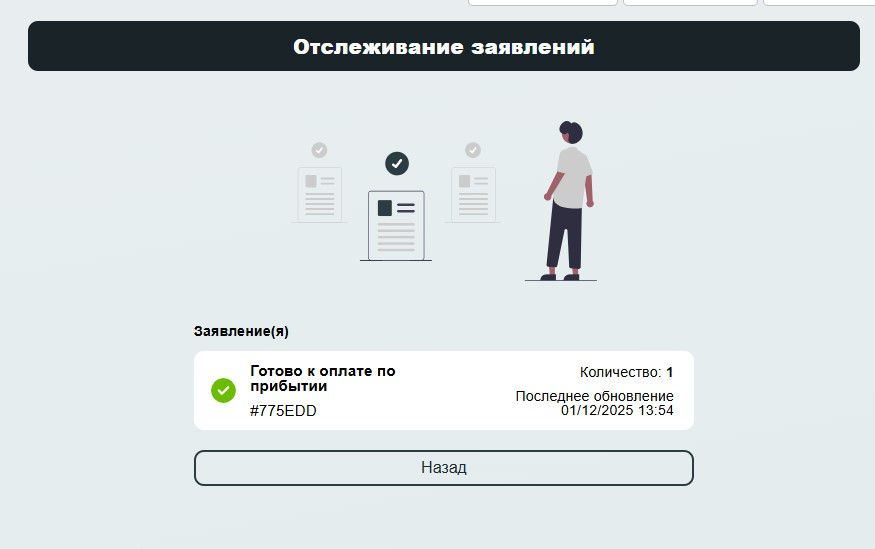 Отслеживание заявлений
Заявление(я)
Готово к оплате по
прибытии
#775EDD
Количество: 1
Последнее обновление
01/12/2025 13:54
Назад